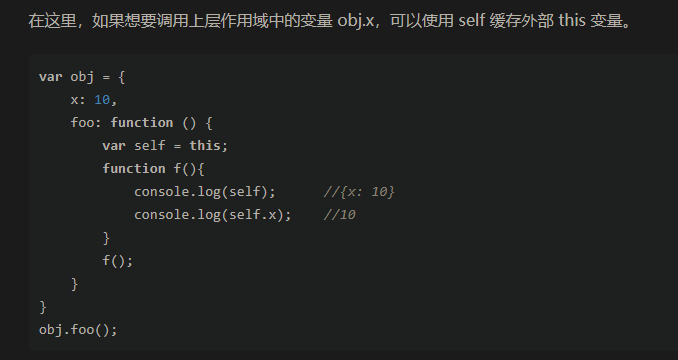 在这里，如果想要调用上层作用域中的变量 obj.x，可以使用 self 缓存外部 this 变量。
var obj = {
    x: 10,
    foo: function () {
        var self = this;
        function f(){
            console.log(self);      //{x: 10}
            console.log(self.x);    //10
        }
        f();
    }
}
obj.foo();